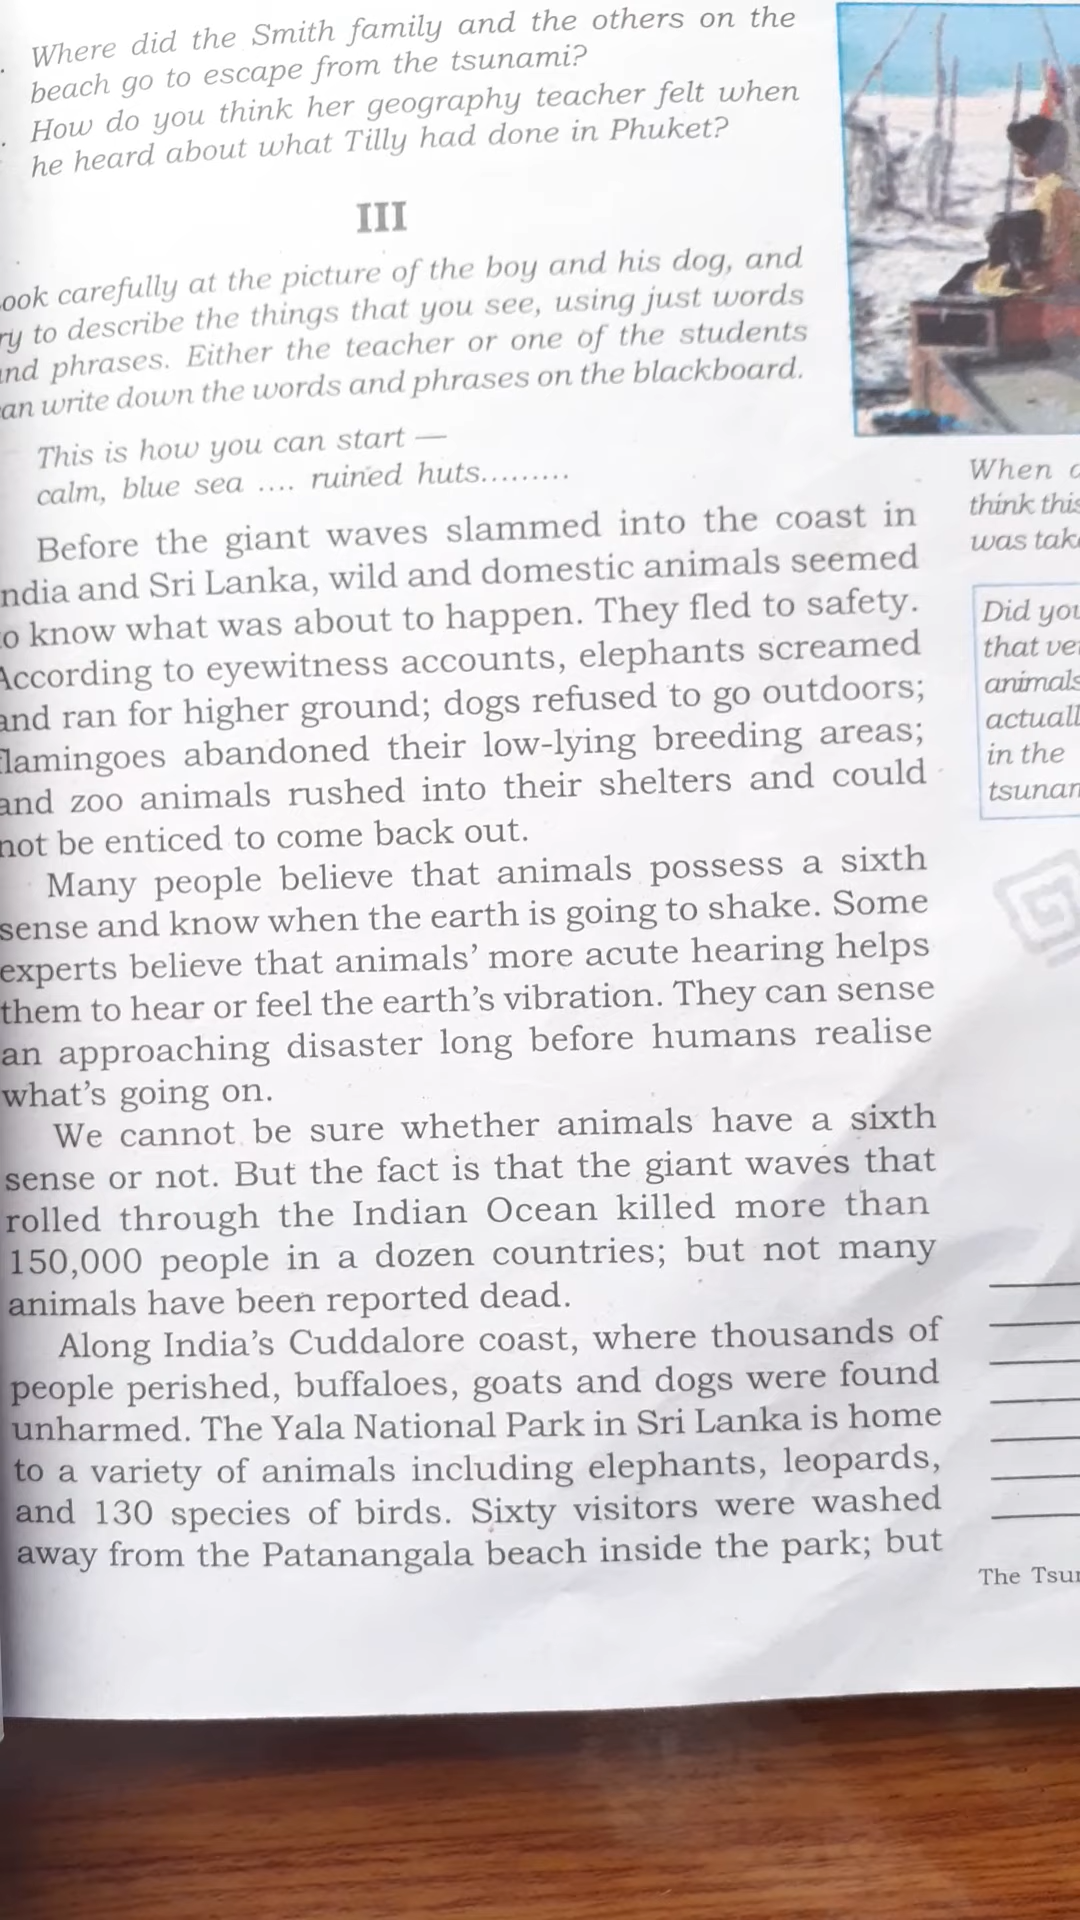 Where did the Smith family and the others on the
beach go to escape from the tsunami?
How do you think her geography teacher felt when
he heard about what Tilly had done in Phuket?
III
ook carefully at the picture of the boy and his dog, and
ry to describe the things that you see, using just words
nd phrases. Either the teacher or one of the students
an write down the words and phrases on the blackboard.
This is how you can start —
calm, blue sea .... ruined huts.........
Before the giant waves slammed into the coast in
ndia and Sri Lanka, wild and domestic animals seemed
o know what was about to happen. They fled to safety.
According to eyewitness accounts, elephants screamed
and ran for higher ground; dogs refused to go outdoors;
flamingoes abandoned their low-lying breeding areas;
and zoo animals rushed into their shelters and could
not be enticed to come back out.
Many people believe that animals possess a sixth
sense and know when the earth is going to shake. Some
experts believe that animals' more acute hearing helps
them to hear or feel the earth's vibration. They can sense
an approaching disaster long before humans realise
what's going on.
We cannot be sure whether animals have a sixth
sense or not. But the fact is that the giant waves that
rolled through the Indian Ocean killed more than
150,000 people in a dozen countries; but not many
animals have been reported dead.
Along India's Cuddalore coast, where thousands of
people perished, buffaloes, goats and dogs were found
unharmed. The Yala National Park in Sri Lanka is home
to a variety of animals including elephants, leopards,
and 130 species of birds. Sixty visitors were washed
away from the Patanangala beach inside the park; but
When
think this
was
Did
that
animals
in the
The